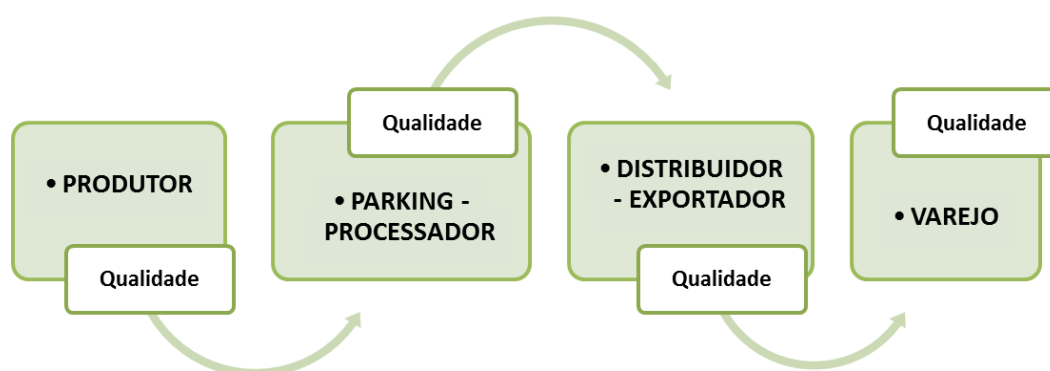 • PRODUTOR
Qualidade
Qualidade
• PARKING -
PROCESSADOR
• DISTRIBUIDOR
- EXPORTADOR
Qualidade
Qualidade
• VAREJO